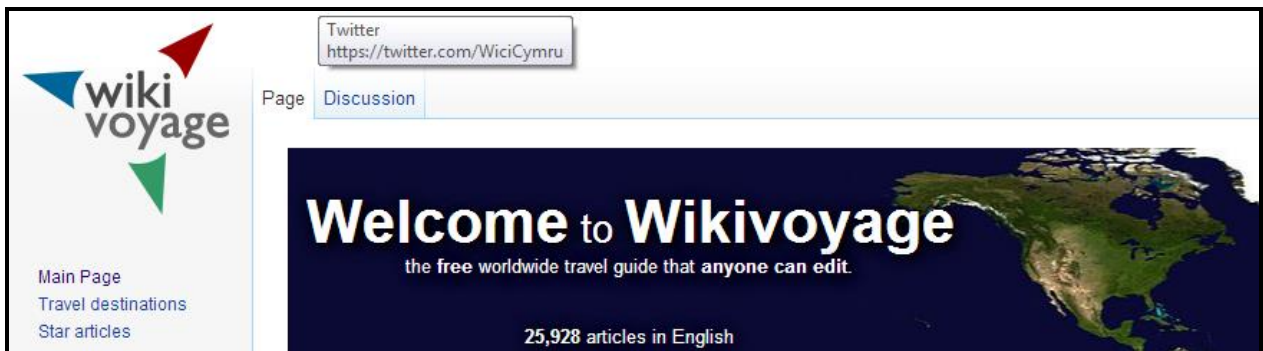 Twitter
https://twitter.com/WiciCymru
wiki
voyage
Page Discussion
Welcome to Wikivoyage
the free worldwide travel guide that anyone can edit.
25,928 articles in English
Main Page
Travel destinations
Star articles